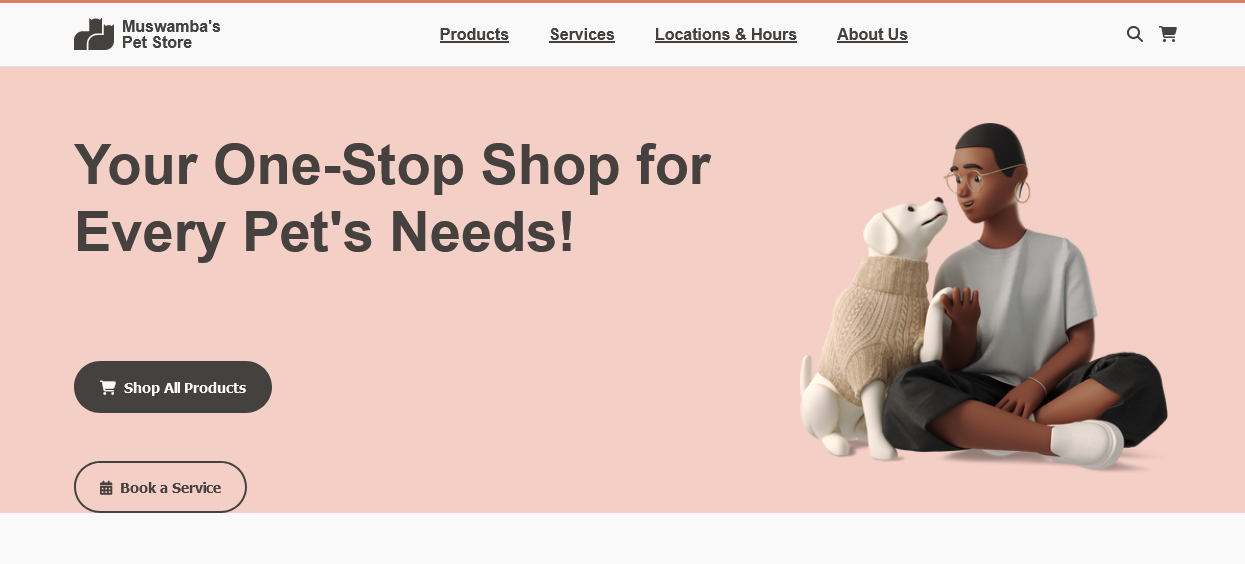 Muswamba's
Pet Store
Products Services Locations & Hours About Us
Your One-Stop Shop for
Every Pet's Needs!
Shop All Products
Book a Service